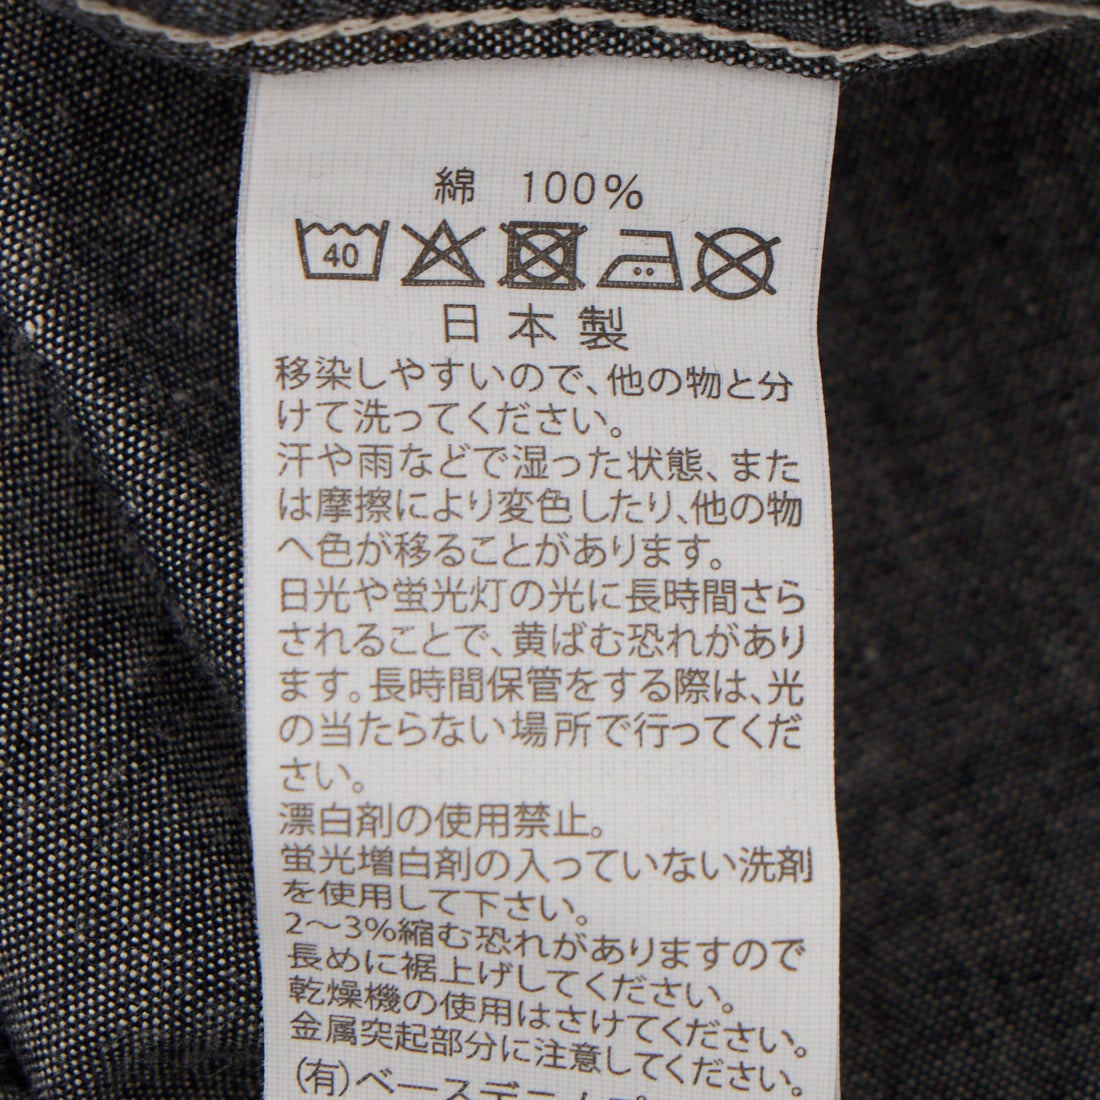 綿 100%
40
日本製
移染しやすいので、他の物と分
けて洗ってください。
汗や雨などで湿った状態、また
は摩擦により変色したり、他の物
へ色が移ることがあります。
日光や蛍光灯の光に長時間さら
されることで、黄ばむ恐れがあり
ます。長時間保管をする際は、光
の当たらない場所で行ってくだ
さい。
漂白剤の使用禁止。
蛍光増白剤の入っていない洗剤
を使用して下さい。
2〜3%縮む恐れがありますので
長めに裾上げしてください。
乾燥機の使用はさけてください。
金属突起部分に注意してください。
(有)ベースデニム